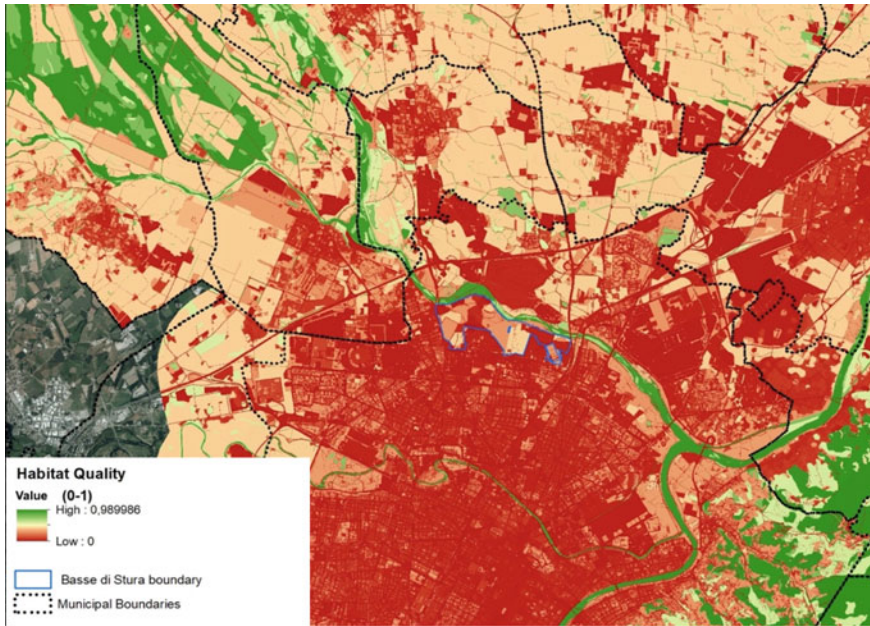 Habitat Quality
Value (0-1)
High : 0,989986
Low : 0
Basse di Stura boundary
Municipal Boundaries